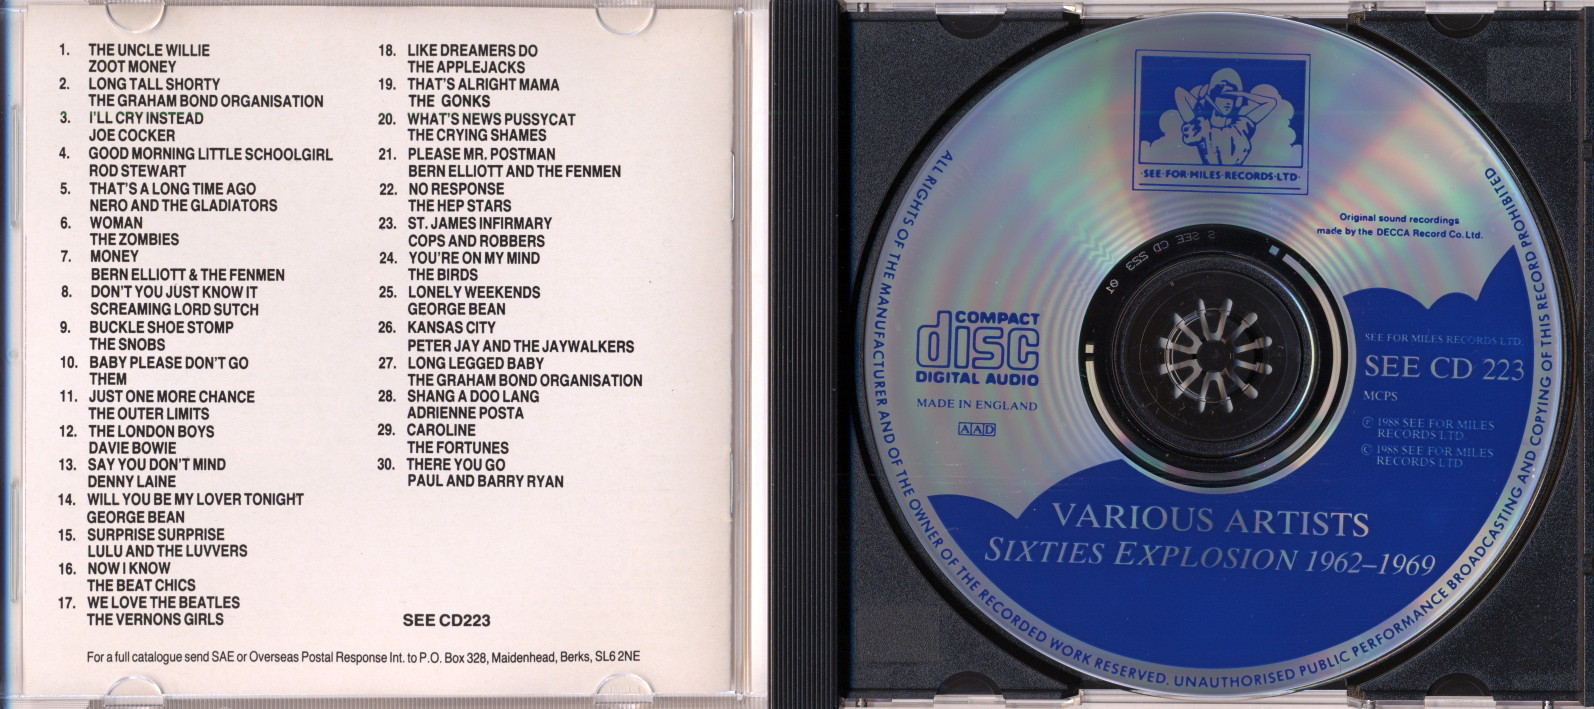 1. THE UNCLE WILLIE
ZOOT MONEY
2. LONG TALL SHORTY
THE GRAHAM BOND ORGANISATION
3. I'LL CRY INSTEAD
JOE COCKER
4. GOOD MORNING LITTLE SCHOOLGIRL
ROD STEWART
5. THAT'S A LONG TIME AGO
NERO AND THE GLADIATORS
6. WOMAN
THE ZOMBIES
7. MONEY
BERN ELLIOTT & THE FENMEN
8. DON'T YOU JUST KNOW IT
SCREAMING LORD SUTCH
9. BUCKLE SHOE STOMP
THE SNOBS
10. BABY PLEASE DON'T GO
THEM
11. JUST ONE MORE CHANCE
THE OUTER LIMITS
12. THE LONDON BOYS
DAVIE BOWIE
13. SAY YOU DON'T MIND
DENNY LAINE
14. WILL YOU BE MY LOVER TONIGHT
GEORGE BEAN
15. SURPRISE SURPRISE
LULU AND THE LUVVERS
16. NOW I KNOW
THE BEAT CHICS
17. WE LOVE THE BEATLES
THE VERNONS GIRLS
18. LIKE DREAMERS DO
THE APPLEJACKS
19. THAT'S ALRIGHT MAMA
THE GONKS
20. WHAT'S NEWS PUSSYCAT
THE CRYING SHAMES
21. PLEASE MR. POSTMAN
BERN ELLIOTT AND THE FENMEN
22. NO RESPONSE
THE HEP STARS
23. ST. JAMES INFIRMARY
COPS AND ROBBERS
24. YOU'RE ON MY MIND
THE BIRDS
25. LONELY WEEKENDS
GEORGE BEAN
26. KANSAS CITY
PETER JAY AND THE JAYWALKERS
27. LONG LEGGED BABY
THE GRAHAM BOND ORGANISATION
28. SHANG A DOO LANG
ADRIENNE POSTA
29. CAROLINE
THE FORTUNES
30. THERE YOU GO
PAUL AND BARRY RYAN
SEE CD223
For a full catalogue send SAE or Overseas Postal Response Int. to P.O. Box 328, Maidenhead, Berks, SL6 2NE
·SEE·FOR·MILES·RECORDS·LTD·
Original sound recordings
made by the DECCA Record Co. Ltd.
S SEE CD 223 01
COMPACT
disc
DIGITAL AUDIO
MADE IN ENGLAND
AAD
SEE FOR MILES RECORDS LTD.
SEE CD 223
MCPS
℗ 1988 SEE FOR MILES
RECORDS LTD
© 1988 SEE FOR MILES
RECORDS LTD
VARIOUS ARTISTS
SIXTIES EXPLOSION 1962–1969
ALL RIGHTS OF THE MANUFACTURER AND OF THE OWNER OF THE RECORDED WORK RESERVED. UNAUTHORISED PUBLIC PERFORMANCE BROADCASTING AND COPYING OF THIS RECORD PROHIBITED